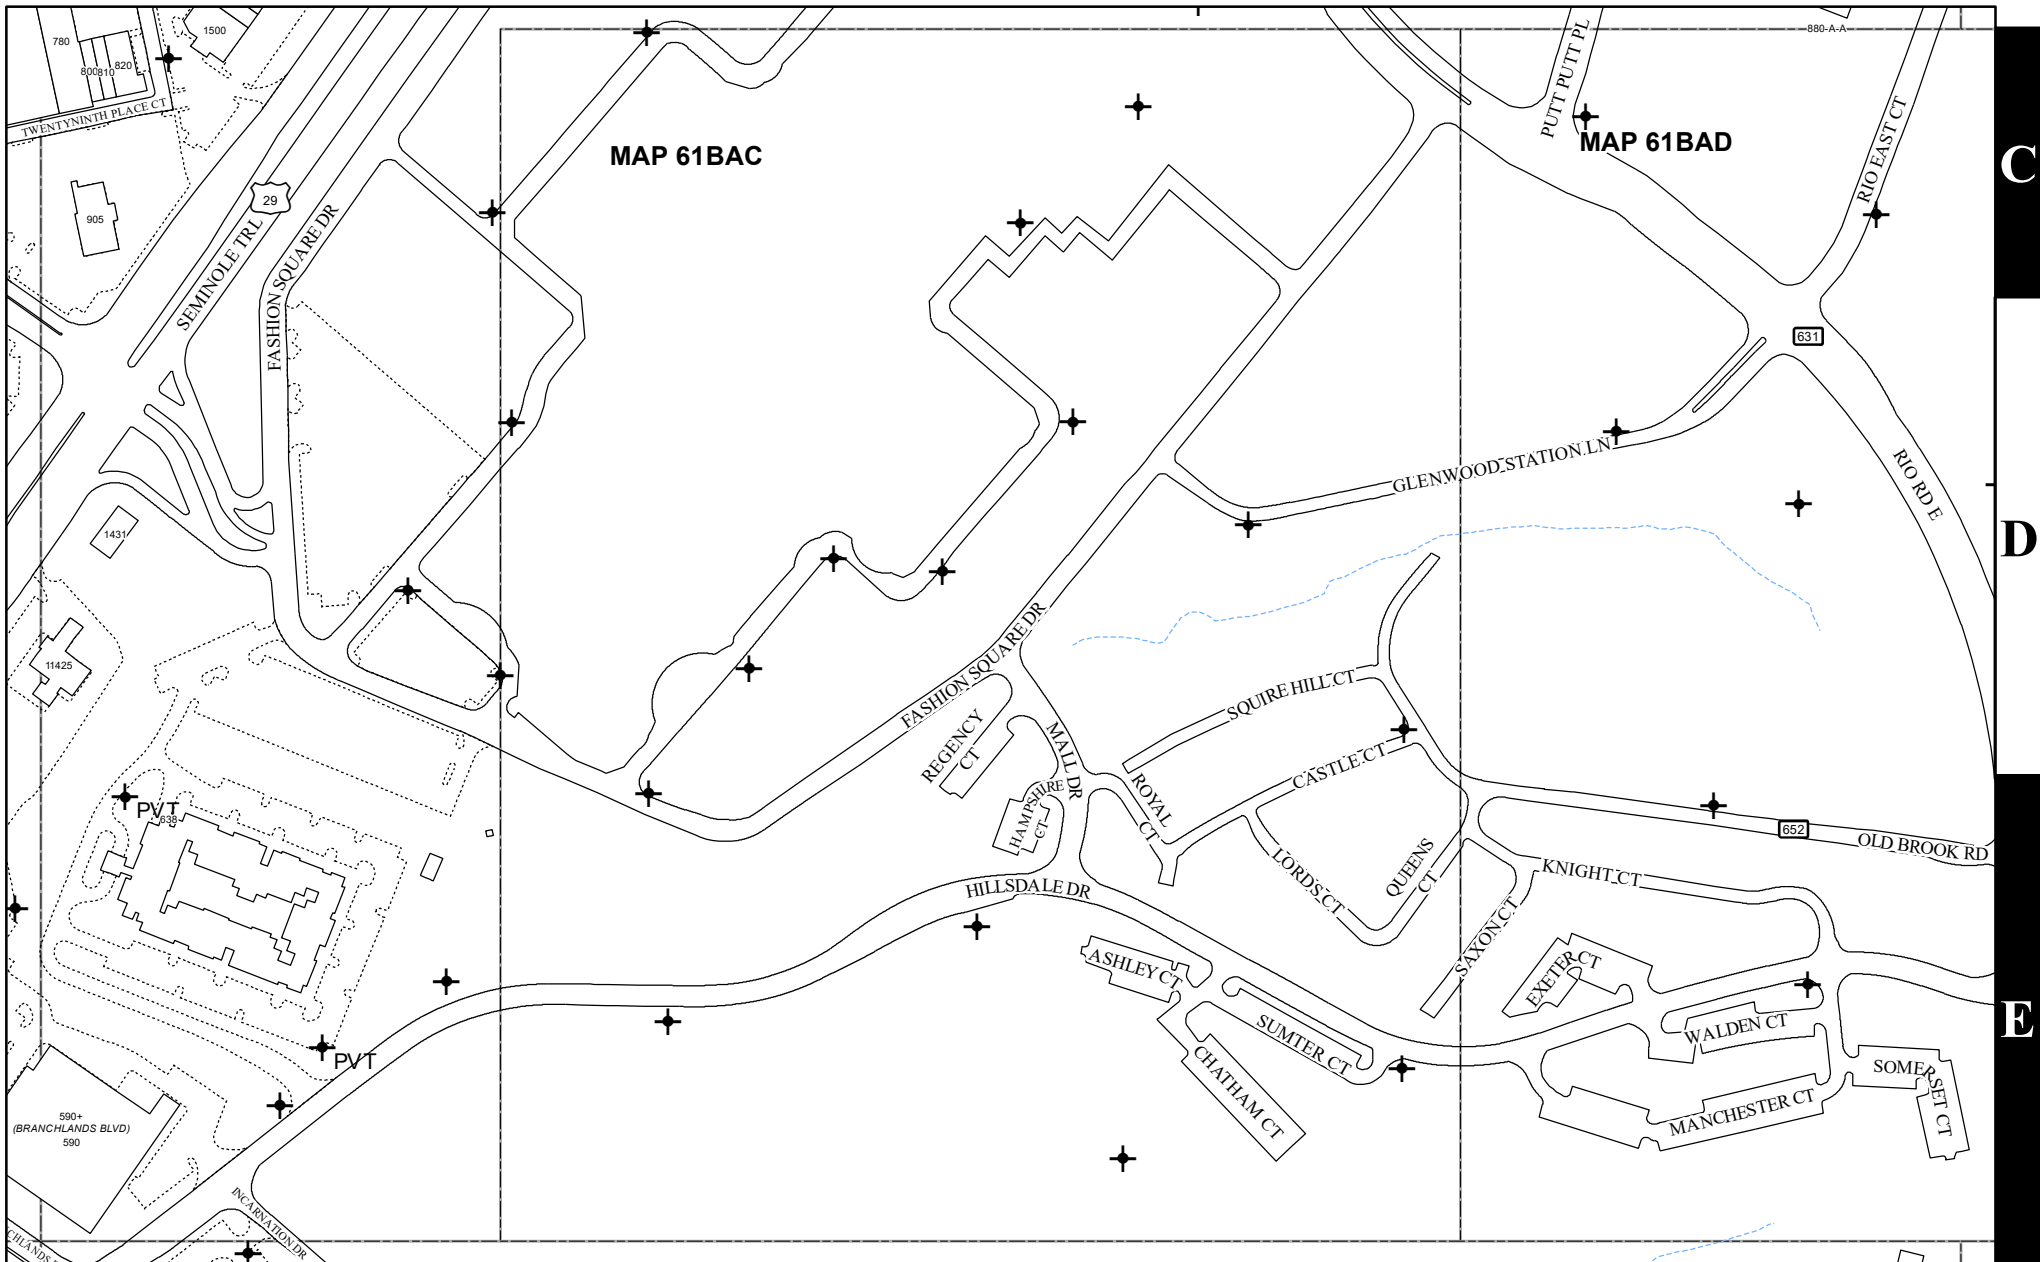 780
800
810
820
1500
TWENTYNINTH PLACE CT
905
29
SEMINOLE TRL
FASHION SQUARE DR
FASHION SQUARE DR
MAP 61BAC
PUTT PUTT PL
MAP 61BAD
880-A-A
RIO EAST CT
C
631
GLENWOOD STATION LN
RIO RD E
D
1431
11425
FASHION SQUARE DR
REGENCY
CT
MALL DR
HAMPSHIRE
CT
SQUIRE HILL CT
CASTLE CT
ROYAL
CT
LORDS CT
QUEENS
CT
652
OLD BROOK RD
KNIGHT CT
SAXON CT
EXETER CT
PVT
638
HILLSDALE DR
ASHLEY CT
SUMTER CT
CHATHAM CT
WALDEN CT
MANCHESTER CT
SOMERSET CT
E
PVT
590+
(BRANCHLANDS BLVD)
590
INCARNATION DR
CHLANDS